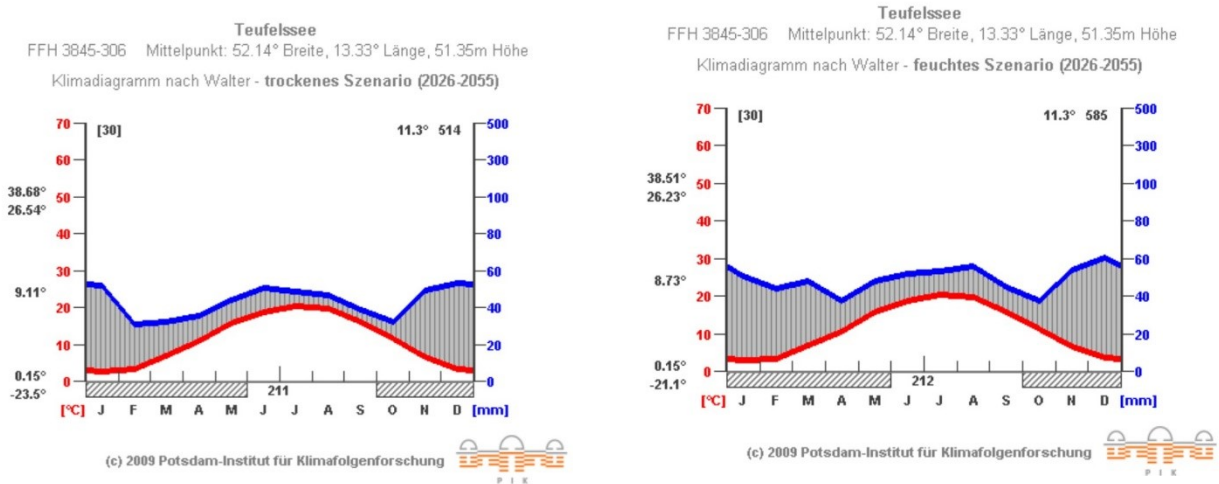 Teufelssee
FFH 3845-306 Mittelpunkt: 52.14° Breite, 13.33° Länge, 51.35m Höhe
Klimadiagramm nach Walter - trockenes Szenario (2026-2055)
70 [30] 11.3° 514 500
60 300
38.68°
50 100
26.54°
40 80
30 60
9.11°
20 40
10 20
0.15°
0 0
-23.5°
211
[°C] J F M A M J J A S O N D [mm]
(c) 2009 Potsdam-Institut für Klimafolgenforschung
P I K
Teufelssee
FFH 3845-306 Mittelpunkt: 52.14° Breite, 13.33° Länge, 51.35m Höhe
Klimadiagramm nach Walter - feuchtes Szenario (2026-2055)
70 [30] 11.3° 585 500
60 300
38.51°
50 100
26.23°
40 80
30 60
8.73°
20 40
10 20
0.15°
0 0
-21.1°
212
[°C] J F M A M J J A S O N D [mm]
(c) 2009 Potsdam-Institut für Klimafolgenforschung
P I K